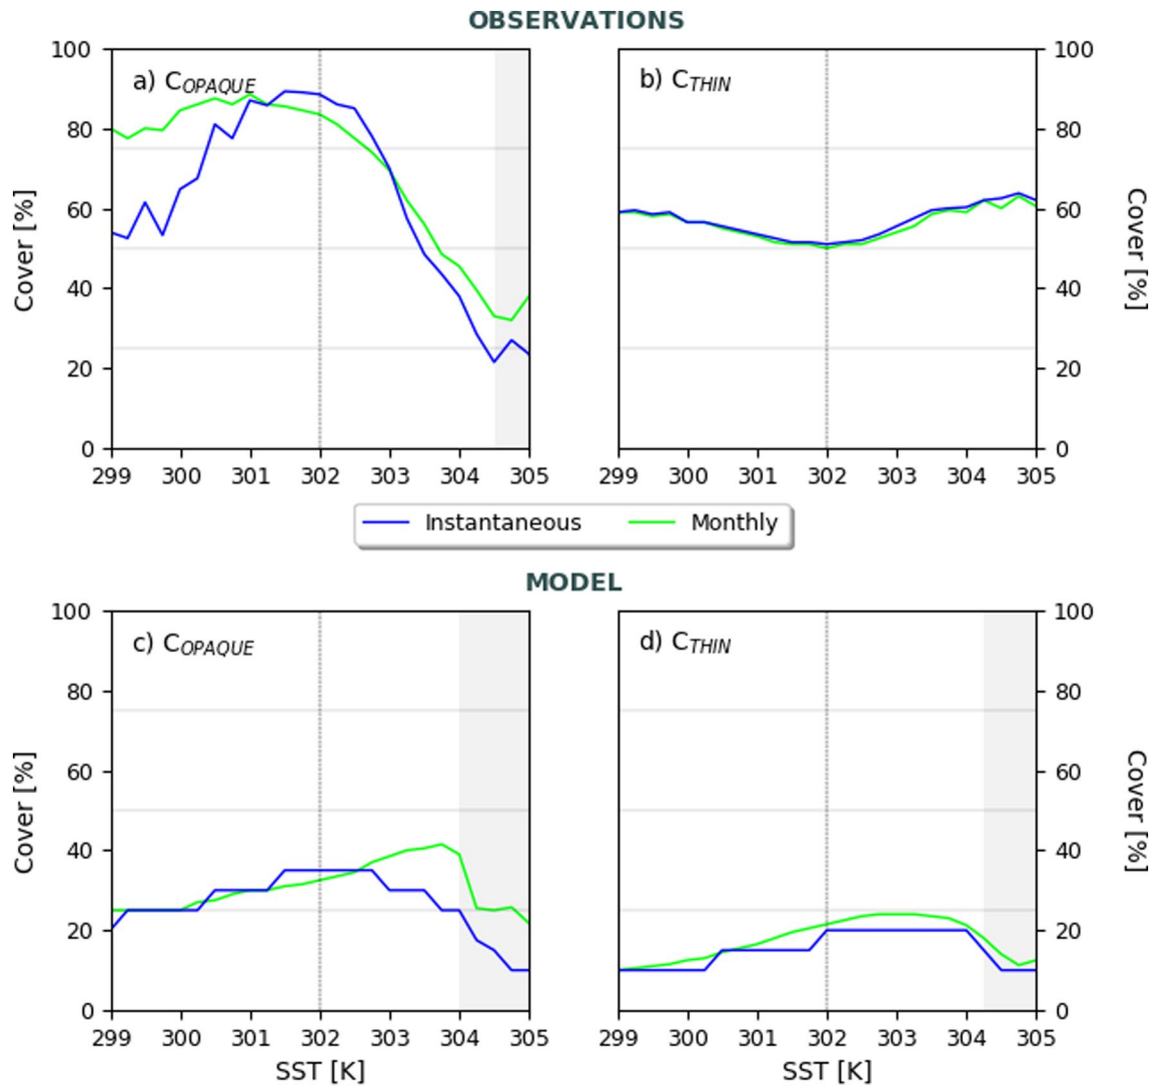 OBSERVATIONS
a) C_OPAQUE
b) C_THIN
100
80
60
40
20
0
Cover [%]
299 300 301 302 303 304 305
100
80
60
40
20
0
Cover [%]
299 300 301 302 303 304 305
Instantaneous Monthly
MODEL
c) C_OPAQUE
d) C_THIN
100
80
60
40
20
0
Cover [%]
299 300 301 302 303 304 305
SST [K]
100
80
60
40
20
0
Cover [%]
299 300 301 302 303 304 305
SST [K]